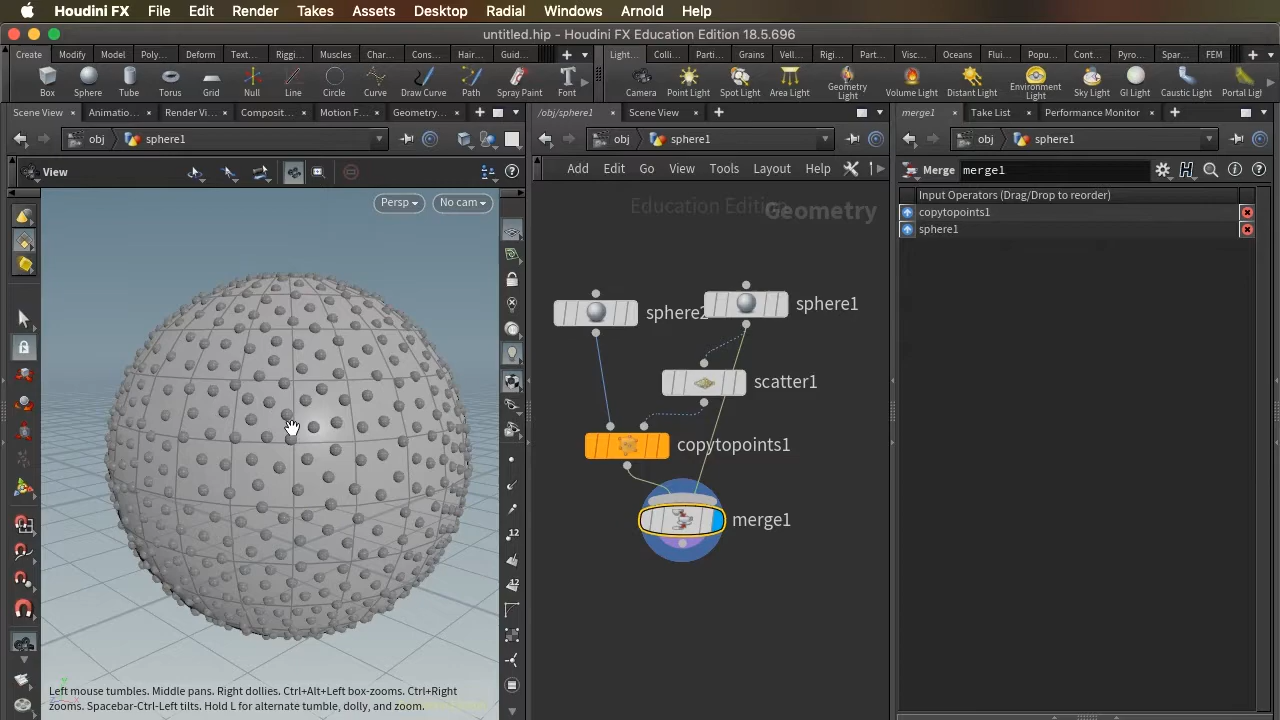 Houdini FX File Edit Render Takes Assets Desktop Radial Windows Arnold Help
untitled.hip - Houdini FX Education Edition 18.5.696
Create Modify Model Poly... Deform Text... Riggi... Muscles Char... Cons... Hair... Guid... Light... Colli... Parti... Grains Vell... Rigi... Part... Visc... Oceans Flui... Popu... Cont... Pyro... Spar... FEM
Box Sphere Tube Torus Grid Null Line Circle Curve Draw Curve Path Spray Paint Font Camera Point Light Spot Light Area Light Geometry Light Volume Light Distant Light Environment Light Sky Light GI Light Caustic Light Portal Ligl
Scene View Animatio... Render Vi... Composit... Motion F... Geometry... /obj/sphere1 Scene View merge1 Take List Performance Monitor
obj sphere1 obj sphere1 obj sphere1
View Add Edit Go View Tools Layout Help Merge merge1
Input Operators (Drag/Drop to reorder)
copytopoints1
sphere1
Persp No cam
Education Edition Geometry
sphere2 sphere1
scatter1
copytopoints1
merge1
12
12
Left mouse tumbles. Middle pans. Right dollies. Ctrl+Alt+Left box-zooms. Ctrl+Right
zooms. Spacebar-Ctrl-Left tilts. Hold L for alternate tumble, dolly, and zoom.